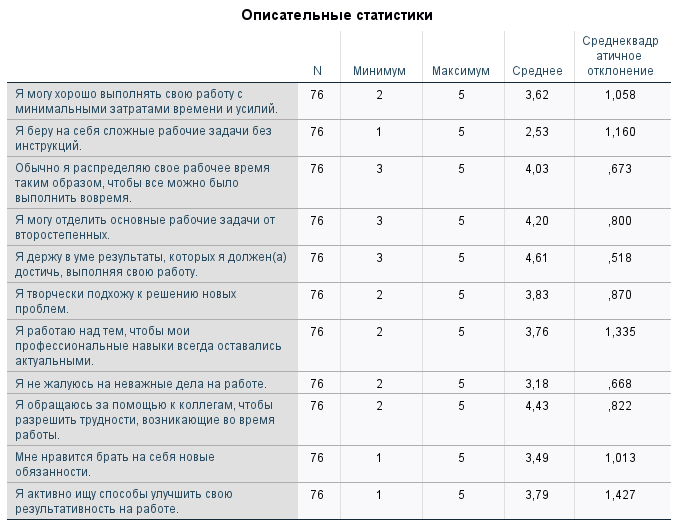 Описательные статистики
N Минимум Максимум Среднее Среднеквадр
атичное
отклонение
Я могу хорошо выполнять свою работу с
минимальными затратами времени и усилий. 76 2 5 3,62 1,058
Я беру на себя сложные рабочие задачи без
инструкций. 76 1 5 2,53 1,160
Обычно я распределяю свое рабочее время
таким образом, чтобы все можно было
выполнить вовремя. 76 3 5 4,03 ,673
Я могу отделить основные рабочие задачи от
второстепенных. 76 3 5 4,20 ,800
Я держу в уме результаты, которых я должен(а)
достичь, выполняя свою работу. 76 3 5 4,61 ,518
Я творчески подхожу к решению новых
проблем. 76 2 5 3,83 ,870
Я работаю над тем, чтобы мои
профессиональные навыки всегда оставались
актуальными. 76 2 5 3,76 1,335
Я не жалуюсь на неважные дела на работе. 76 2 5 3,18 ,668
Я обращаюсь за помощью к коллегам, чтобы
разрешить трудности, возникающие во время
работы. 76 2 5 4,43 ,822
Мне нравится брать на себя новые
обязанности. 76 1 5 3,49 1,013
Я активно ищу способы улучшить свою
результативность на работе. 76 1 5 3,79 1,427